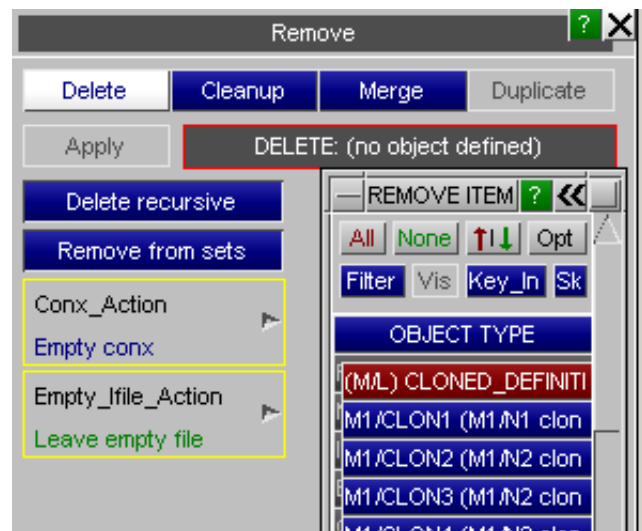 Remove ? X
Delete Cleanup Merge Duplicate
Apply DELETE: (no object defined)
Delete recursive
Remove from sets
Conx_Action
Empty conx
Empty_Ifile_Action
Leave empty file
REMOVE ITEM ?
All None Opt
Filter Vis Key_In Sk
OBJECT TYPE
(M/L) CLONED_DEFINITI
M1/CLON1 (M1/N1 clon
M1/CLON2 (M1/N2 clon
M1/CLON3 (M1/N2 clon